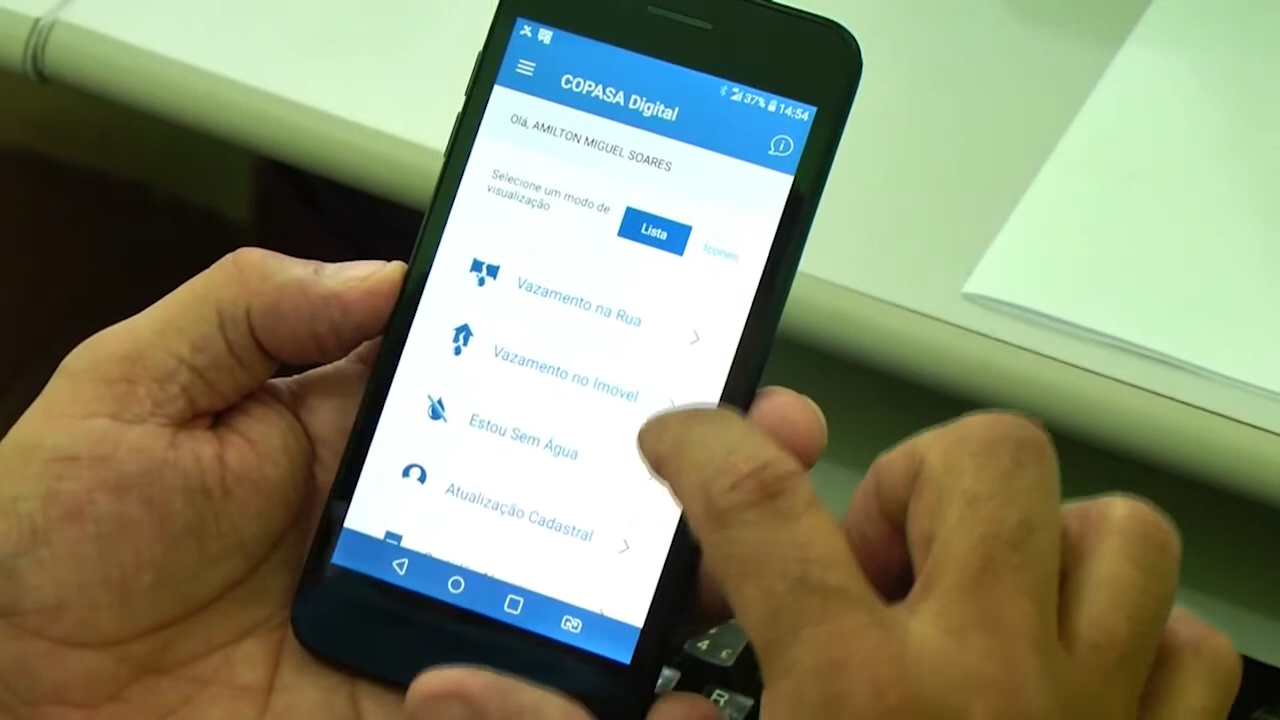 37% 14:54
COPASA Digital
Olá, AMILTON MIGUEL SOARES
Selecione um modo de
visualização
Lista
Ícones
Vazamento na Rua
Vazamento no Imóvel
Estou Sem Água
Atualização Cadastral
4 £
R